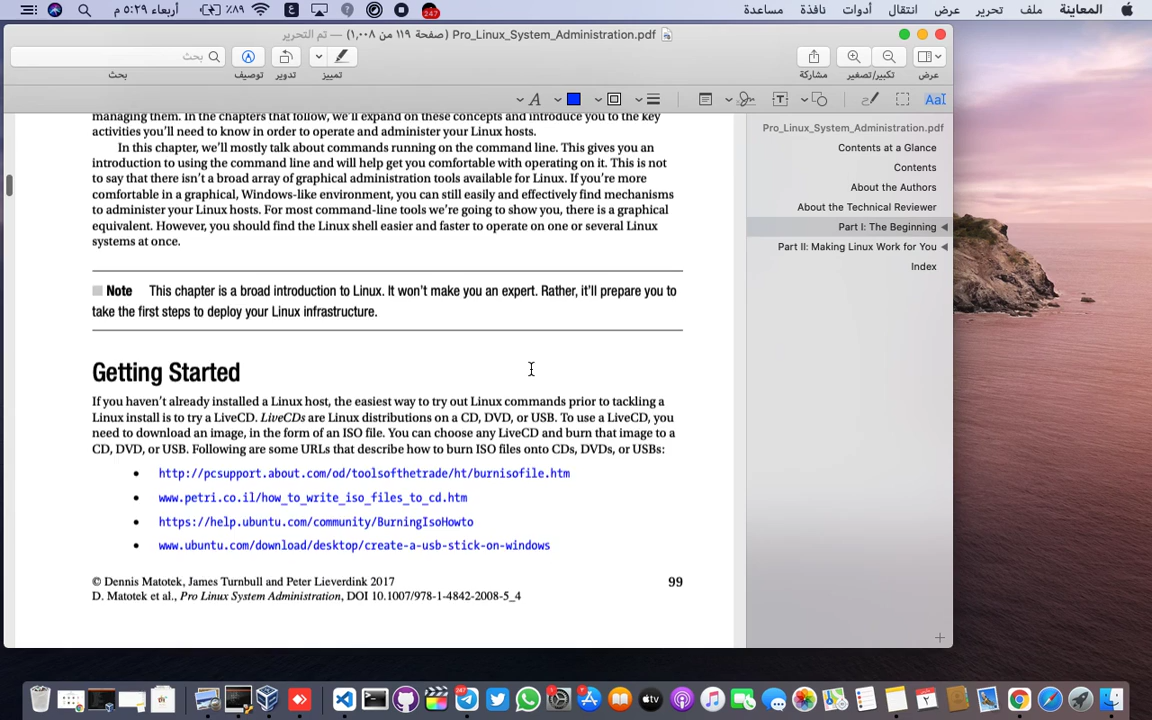 المعاينة ملف تحرير عرض انتقال أدوات نافذة مساعدة
أربعاء ٥:٢٩ م ٨٩٪ ع 247
Pro_Linux_System_Administration.pdf (صفحة ١١٩ من ١٬٠٠٨) — تم التحرير
عرض تكبير/تصغير مشاركة تمييز تدوير توصيف بحث
بحث
Pro_Linux_System_Administration.pdf
Contents at a Glance
Contents
About the Authors
About the Technical Reviewer
Part I: The Beginning
Part II: Making Linux Work for You
Index
managing them. In the chapters that follow, we'll expand on these concepts and introduce you to the key
activities you'll need to know in order to operate and administer your Linux hosts.
In this chapter, we'll mostly talk about commands running on the command line. This gives you an
introduction to using the command line and will help get you comfortable with operating on it. This is not
to say that there isn't a broad array of graphical administration tools available for Linux. If you're more
comfortable in a graphical, Windows-like environment, you can still easily and effectively find mechanisms
to administer your Linux hosts. For most command-line tools we're going to show you, there is a graphical
equivalent. However, you should find the Linux shell easier and faster to operate on one or several Linux
systems at once.
Note This chapter is a broad introduction to Linux. It won't make you an expert. Rather, it'll prepare you to
take the first steps to deploy your Linux infrastructure.
Getting Started
If you haven't already installed a Linux host, the easiest way to try out Linux commands prior to tackling a
Linux install is to try a LiveCD. LiveCDs are Linux distributions on a CD, DVD, or USB. To use a LiveCD, you
need to download an image, in the form of an ISO file. You can choose any LiveCD and burn that image to a
CD, DVD, or USB. Following are some URLs that describe how to burn ISO files onto CDs, DVDs, or USBs:
• http://pcsupport.about.com/od/toolsofthetrade/ht/burnisofile.htm
• www.petri.co.il/how_to_write_iso_files_to_cd.htm
• https://help.ubuntu.com/community/BurningIsoHowto
• www.ubuntu.com/download/desktop/create-a-usb-stick-on-windows
© Dennis Matotek, James Turnbull and Peter Lieverdink 2017 99
D. Matotek et al., Pro Linux System Administration, DOI 10.1007/978-1-4842-2008-5_4